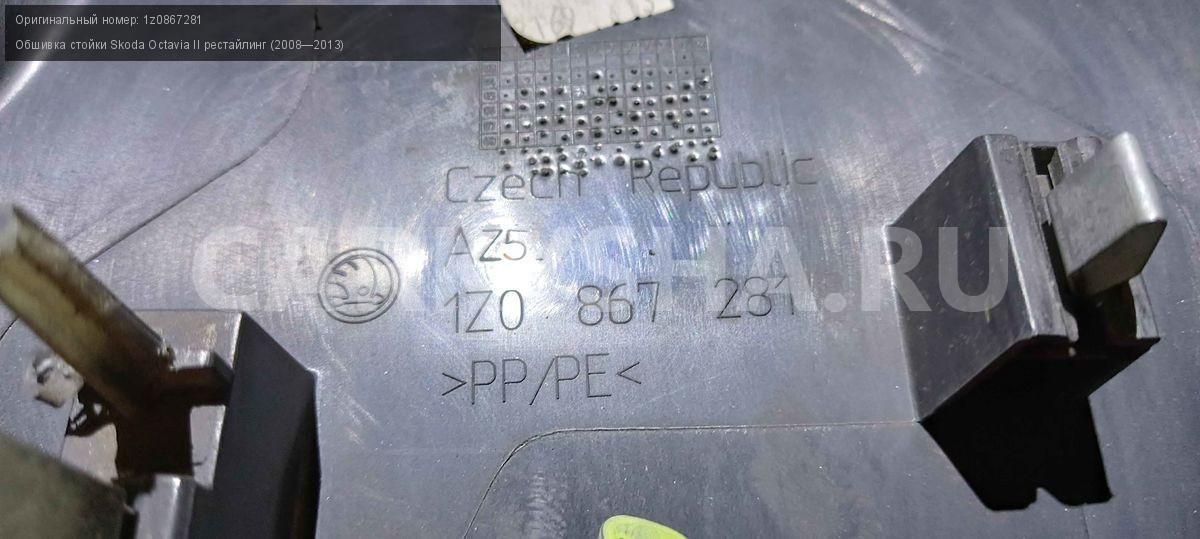 Оригинальный номер: 1z0867281
Обшивка стойки Skoda Octavia II рестайлинг (2008—2013)
Czech Republic
AZ5.
1Z0 867 281
>PP/PE<